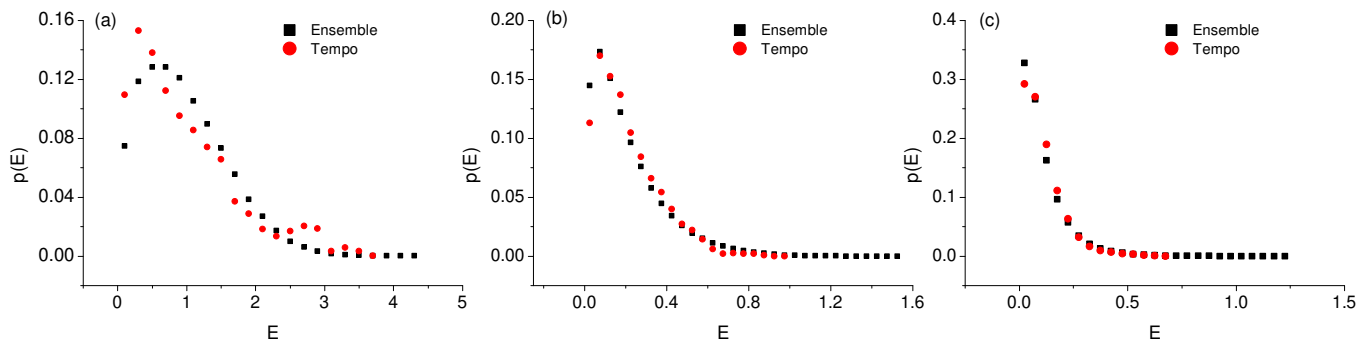 (a)
Ensemble
Tempo
p(E)
0.16
0.12
0.08
0.04
0.00
0 1 2 3 4 5
E
(b)
Ensemble
Tempo
p(E)
0.20
0.15
0.10
0.05
0.00
0.0 0.4 0.8 1.2 1.6
E
(c)
Ensemble
Tempo
p(E)
0.4
0.3
0.2
0.1
0.0
0.0 0.5 1.0 1.5
E